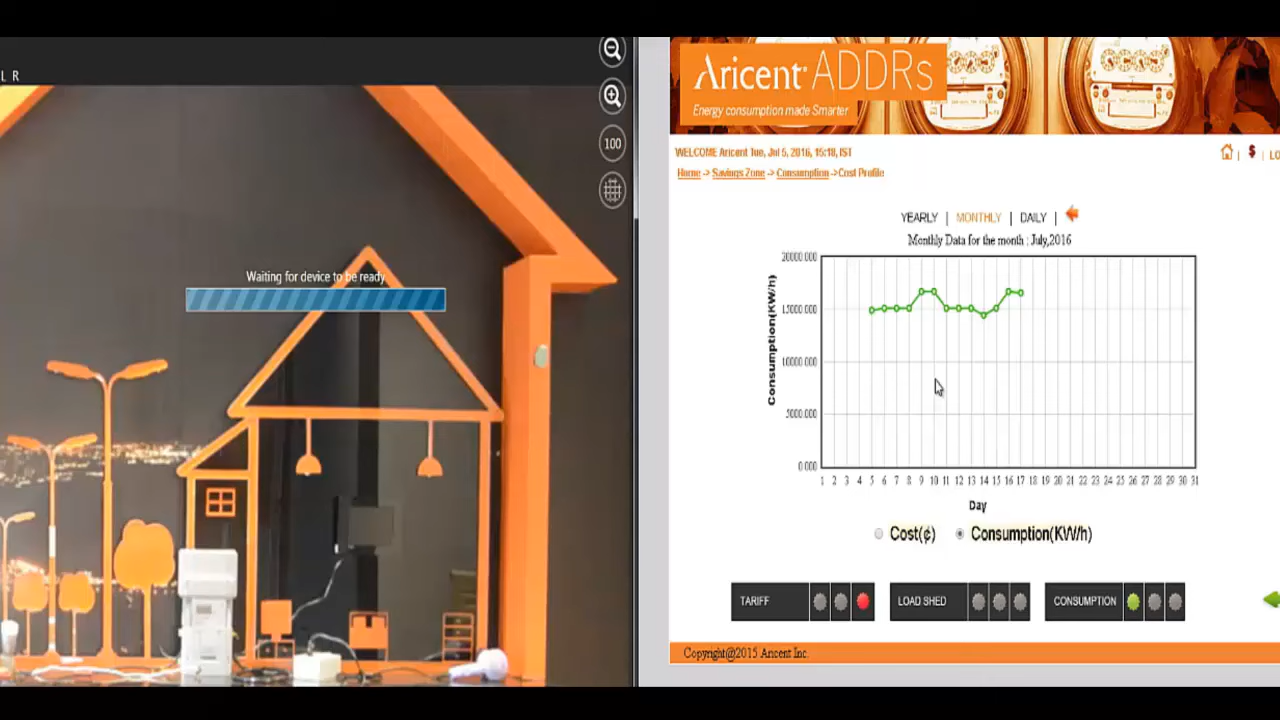 L R
100
Waiting for device to be ready
Aricent ADDRs
Energy consumption made Smarter
WELCOME Aricent Tue, Jul 5, 2016, 15:18, IST
$
LO
Home -> Savings Zone -> Consumption ->Cost Profile
YEARLY | MONTHLY | DAILY |
Monthly Data for the month : July,2016
Consumption(KW/h)
20000.000
15000.000
10000.000
5000.000
0.000
1 2 3 4 5 6 7 8 9 10 11 12 13 14 15 16 17 18 19 20 21 22 23 24 25 26 27 28 29 30 31
Day
Cost(¢) Consumption(KW/h)
TARIFF LOAD SHED CONSUMPTION
Copyright@2015 Aricent Inc.